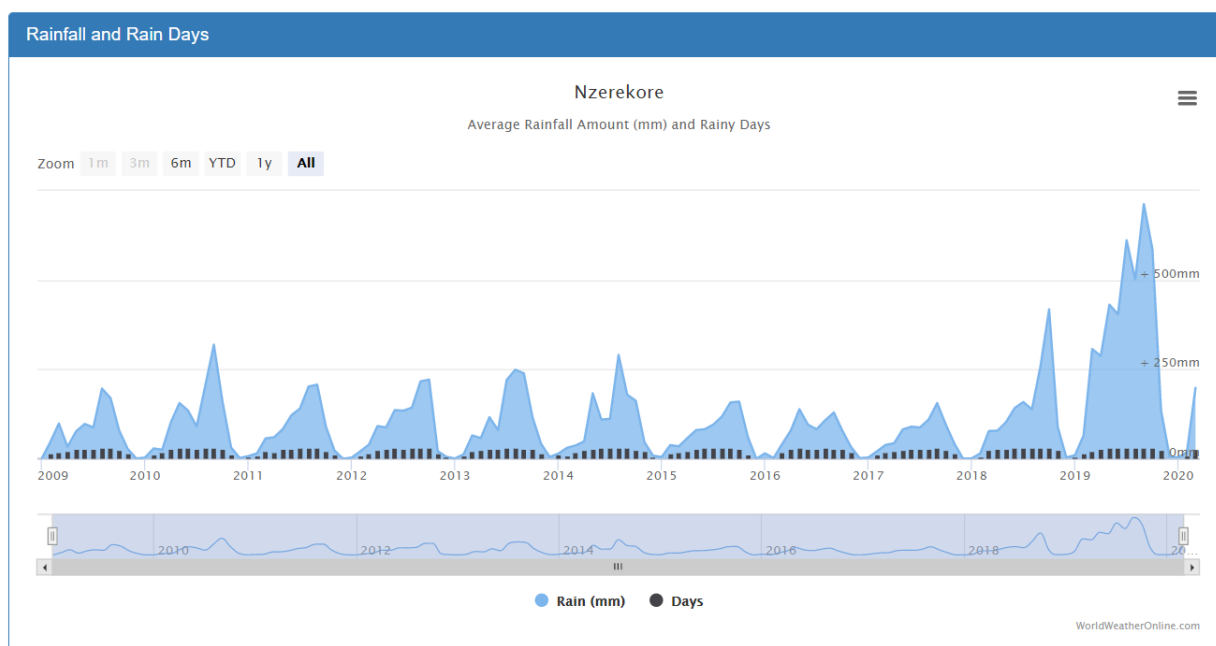 Rainfall and Rain Days
Nzerekore
Average Rainfall Amount (mm) and Rainy Days
Zoom 1m 3m 6m YTD 1y All
+ 500mm
+ 250mm
0mm
2009 2010 2011 2012 2013 2014 2015 2016 2017 2018 2019 2020
2010 2012 2014 2016 2018 20...
Rain (mm) Days
WorldWeatherOnline.com